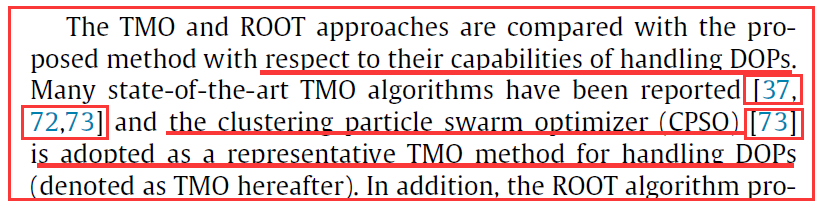 The TMO and ROOT approaches are compared with the pro-
posed method with respect to their capabilities of handling DOPs.
Many state-of-the-art TMO algorithms have been reported [37,
72,73] and the clustering particle swarm optimizer (CPSO) [73]
is adopted as a representative TMO method for handling DOPs
(denoted as TMO hereafter). In addition, the ROOT algorithm pro-